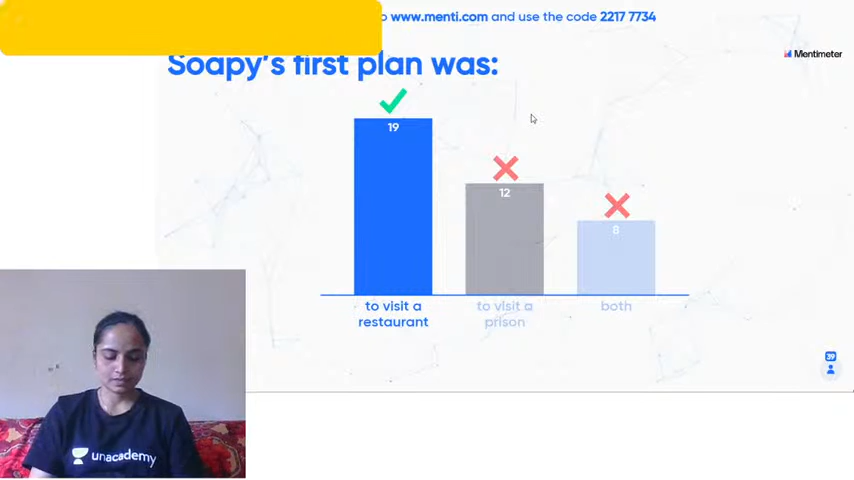 www.menti.com and use the code 2217 7734
Mentimeter
Soapy's first plan was:
19
12
8
to visit a
restaurant
to visit a
prison
both
39
unacademy